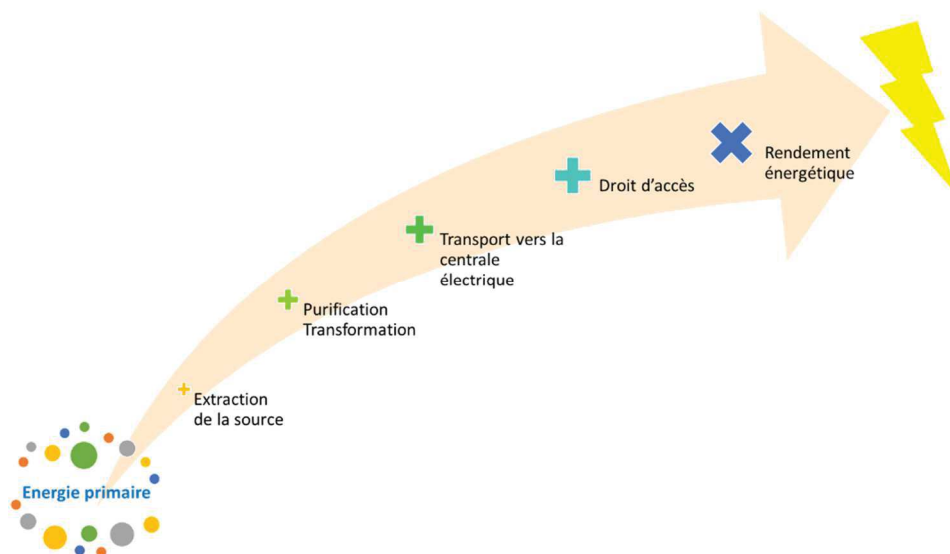 Rendement
énergétique
Droit d'accès
Transport vers la
centrale
électrique
Purification
Transformation
Extraction
de la source
Energie primaire